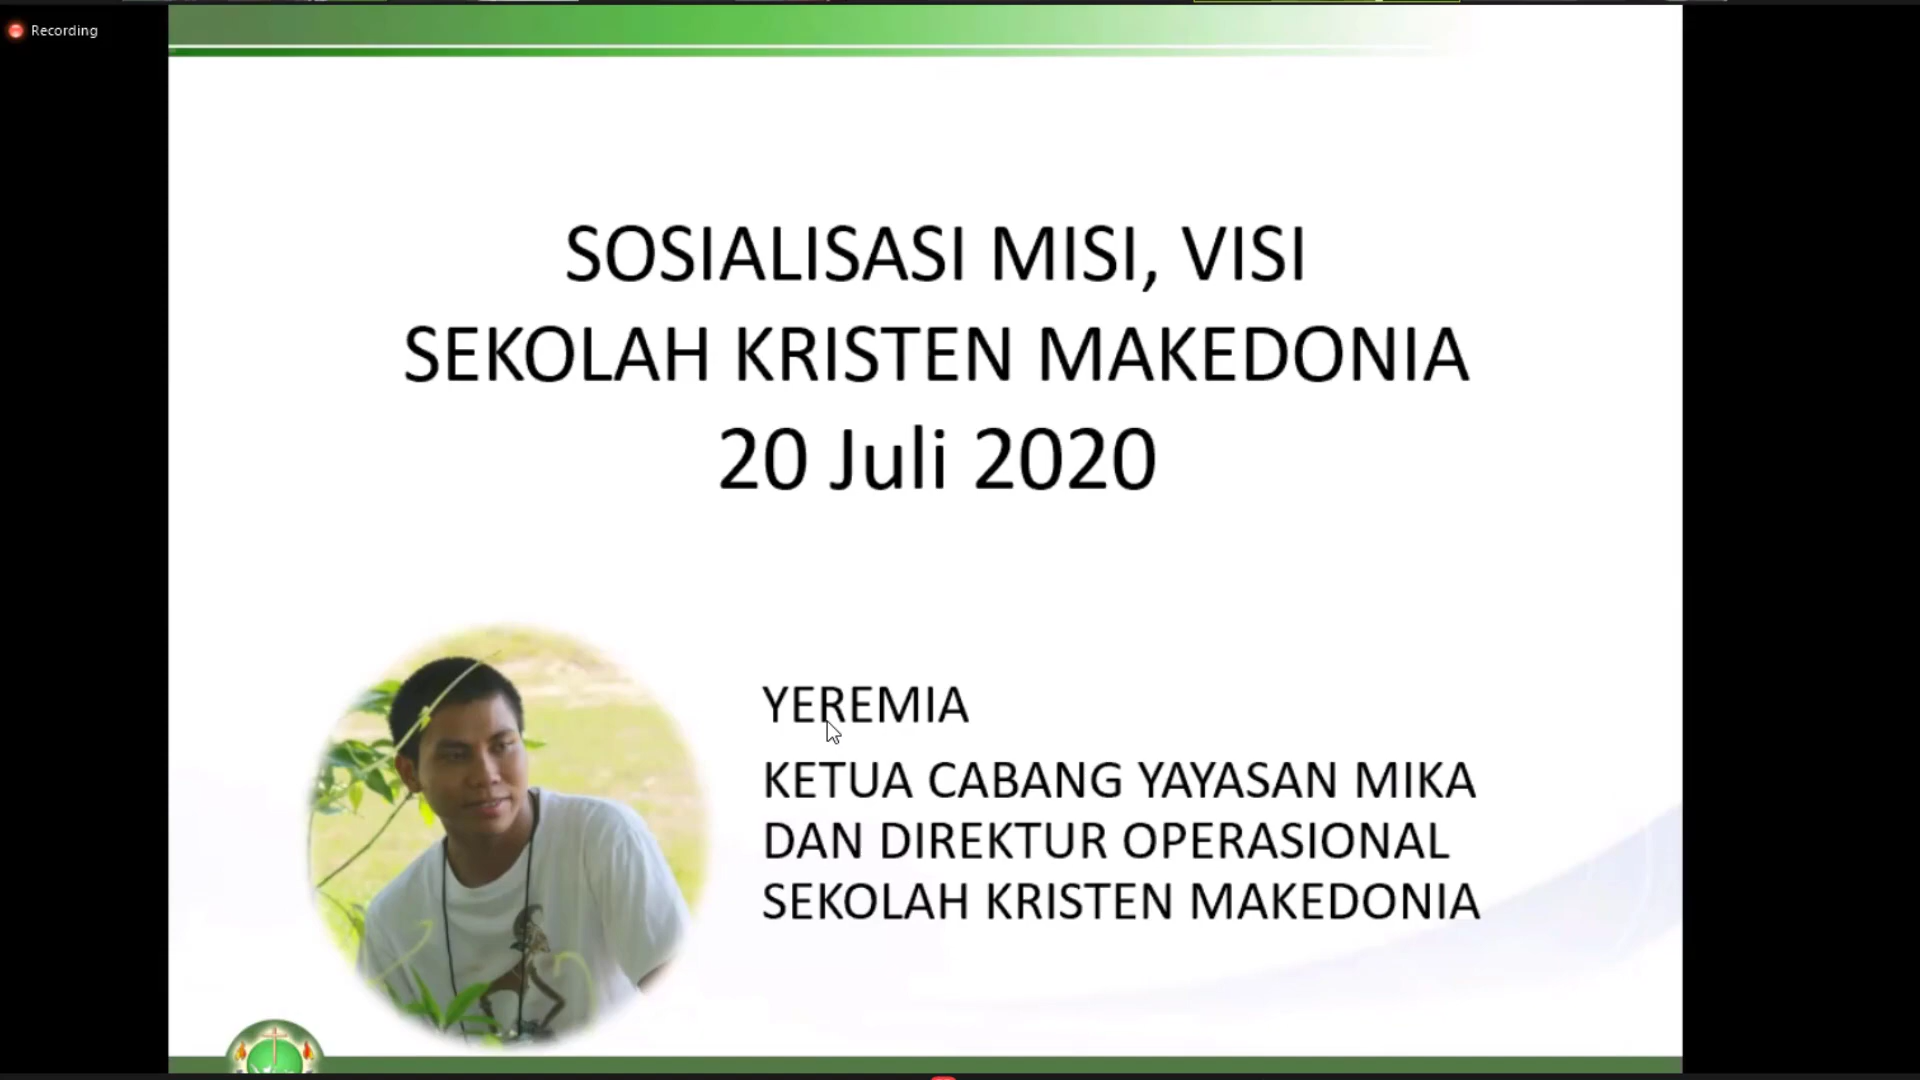 Recording
SOSIALISASI MISI, VISI
SEKOLAH KRISTEN MAKEDONIA
20 Juli 2020
YEREMIA
KETUA CABANG YAYASAN MIKA
DAN DIREKTUR OPERASIONAL
SEKOLAH KRISTEN MAKEDONIA